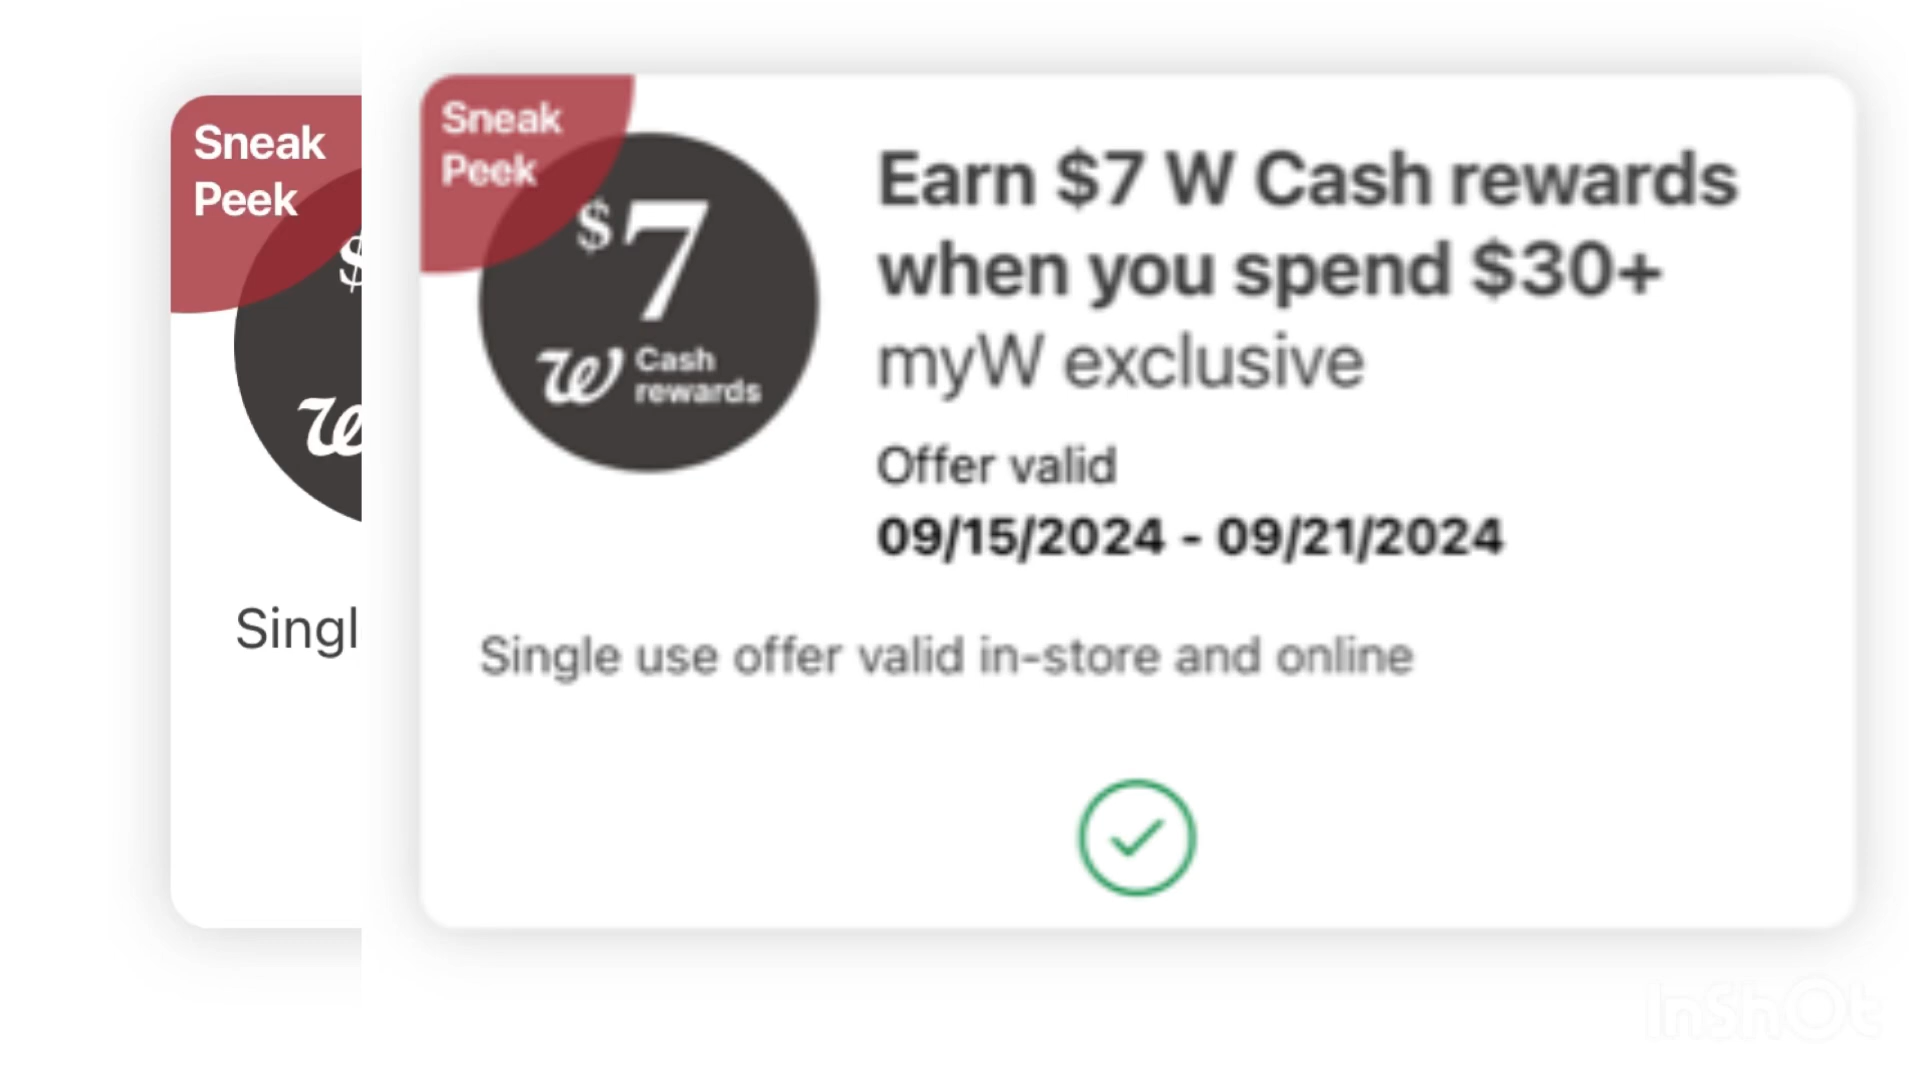 Sneak
Peek
$
W
Singl
Sneak
Peek
$7
W Cash
rewards
Earn $7 W Cash rewards
when you spend $30+
myW exclusive
Offer valid
09/15/2024 - 09/21/2024
Single use offer valid in-store and online
InShOt